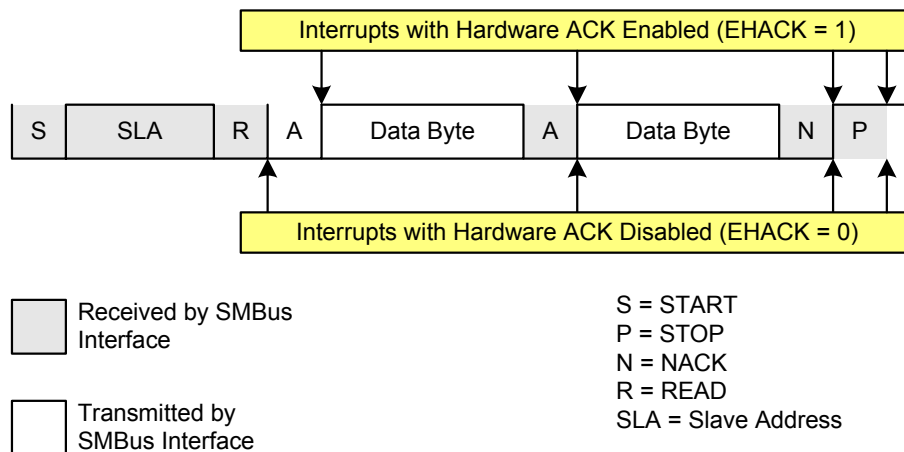 Interrupts with Hardware ACK Enabled (EHACK = 1)
S SLA R A Data Byte A Data Byte N P
Interrupts with Hardware ACK Disabled (EHACK = 0)
Received by SMBus
Interface
Transmitted by
SMBus Interface
S = START
P = STOP
N = NACK
R = READ
SLA = Slave Address